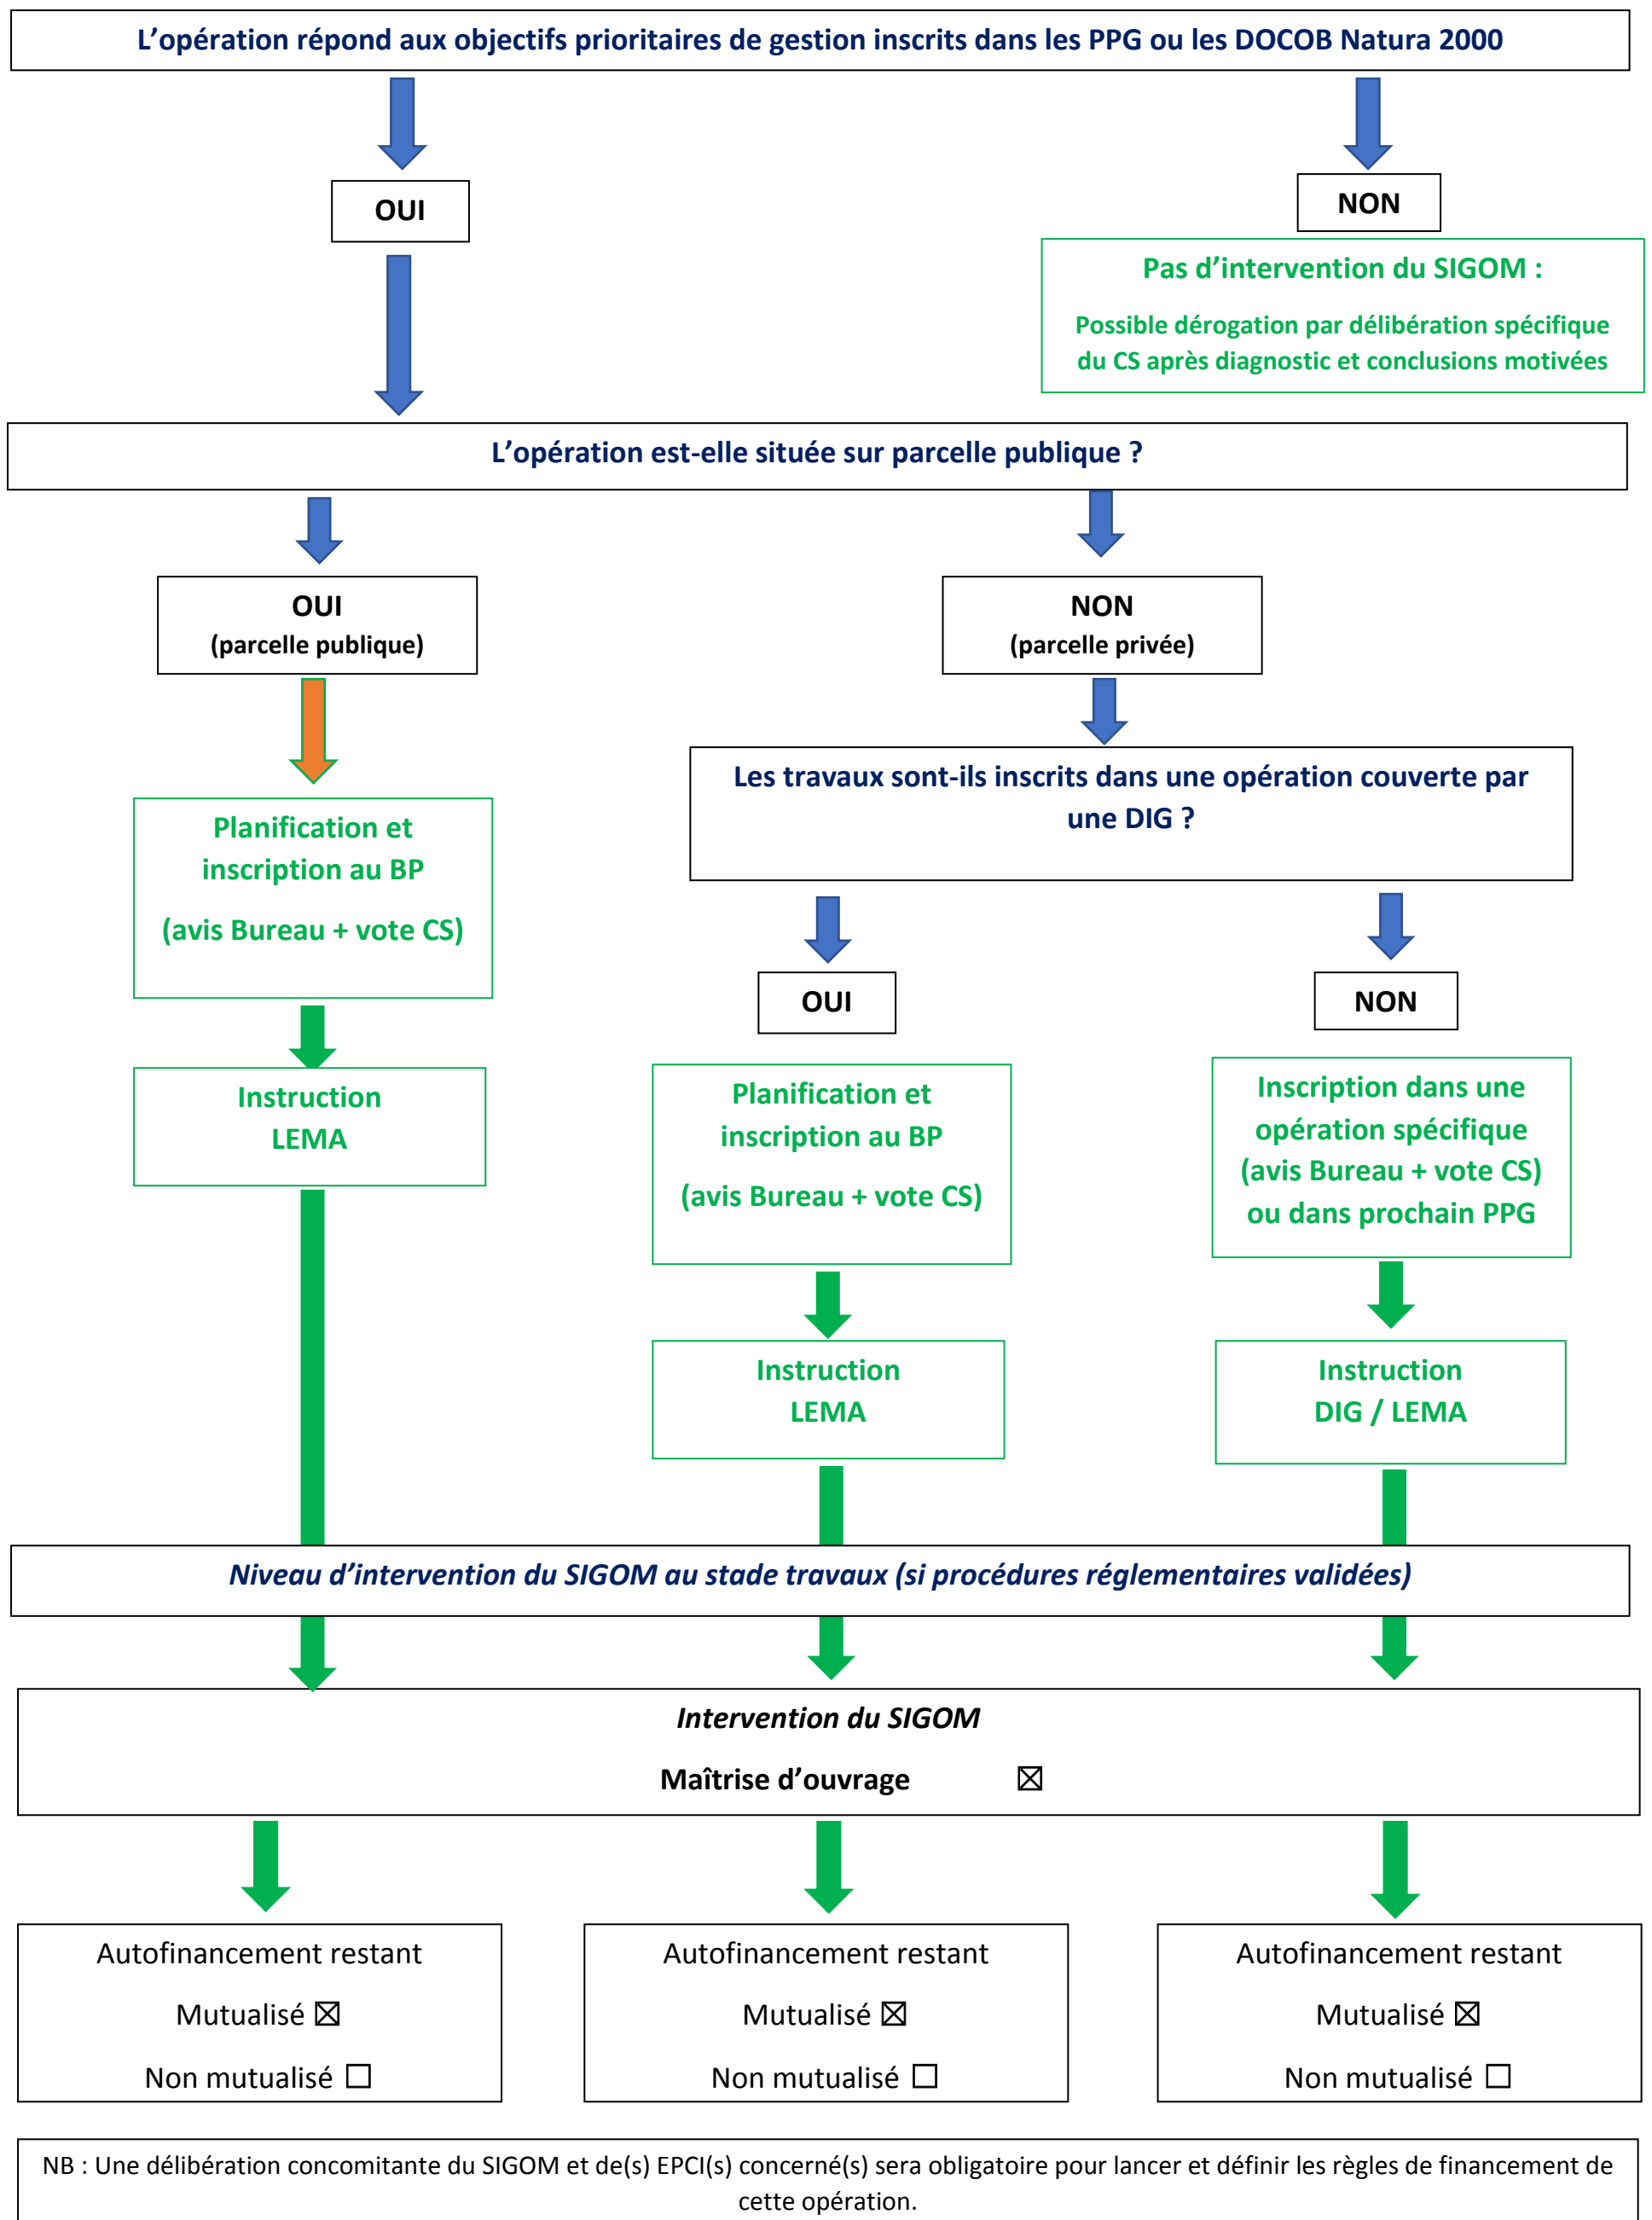 L’opération répond aux objectifs prioritaires de gestion inscrits dans les PPG ou les DOCOB Natura 2000
OUI
NON
Pas d’intervention du SIGOM :
Possible dérogation par délibération spécifique
du CS après diagnostic et conclusions motivées
L’opération est-elle située sur parcelle publique ?
OUI
(parcelle publique)
NON
(parcelle privée)
Les travaux sont-ils inscrits dans une opération couverte par
une DIG ?
Planification et
inscription au BP
(avis Bureau + vote CS)
OUI
NON
Instruction
LEMA
Planification et
inscription au BP
(avis Bureau + vote CS)
Inscription dans une
opération spécifique
(avis Bureau + vote CS)
ou dans prochain PPG
Instruction
LEMA
Instruction
DIG / LEMA
Niveau d’intervention du SIGOM au stade travaux (si procédures réglementaires validées)
Intervention du SIGOM
Maîtrise d’ouvrage ☒
Autofinancement restant
Mutualisé ☒
Non mutualisé ☐
Autofinancement restant
Mutualisé ☒
Non mutualisé ☐
Autofinancement restant
Mutualisé ☒
Non mutualisé ☐
NB : Une délibération concomitante du SIGOM et de(s) EPCI(s) concerné(s) sera obligatoire pour lancer et définir les règles de financement de
cette opération.